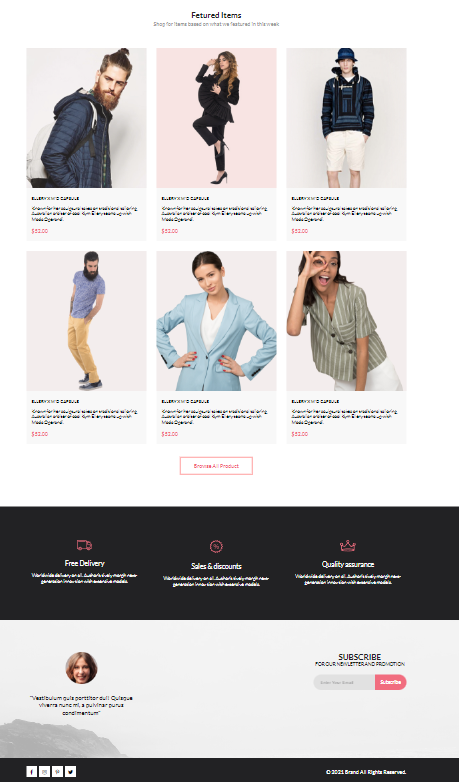 Fetured Items
Shop for items based on what we featured in this week
ELLERY X M'O CAPSULE
ELLERY X M'O CAPSULE
ELLERY X M'O CAPSULE
Known for her sculptural takes on traditional tailoring,
Australian arbiter of cool Kym Ellery teams up with
Moda Operandi.
Known for her sculptural takes on traditional tailoring,
Australian arbiter of cool Kym Ellery teams up with
Moda Operandi.
Known for her sculptural takes on traditional tailoring,
Australian arbiter of cool Kym Ellery teams up with
Moda Operandi.
$52.00
$52.00
$52.00
ELLERY X M'O CAPSULE
ELLERY X M'O CAPSULE
ELLERY X M'O CAPSULE
Known for her sculptural takes on traditional tailoring,
Australian arbiter of cool Kym Ellery teams up with
Moda Operandi.
Known for her sculptural takes on traditional tailoring,
Australian arbiter of cool Kym Ellery teams up with
Moda Operandi.
Known for her sculptural takes on traditional tailoring,
Australian arbiter of cool Kym Ellery teams up with
Moda Operandi.
$52.00
$52.00
$52.00
Browse All Product
Free Delivery
Worldwide delivery on all. Authorit tively morph next-
generation innov tion with extensive models.
Sales & discounts
Worldwide delivery on all. Authorit tively morph next-
generation innov tion with extensive models.
Quality assurance
Worldwide delivery on all. Authorit tively morph next-
generation innov tion with extensive models.
"Vestibulum quis porttitor dui! Quisque
viverra nunc mi, a pulvinar purus
condimentum"
SUBSCRIBE
FOR OUR NEWLETTER AND PROMOTION
Enter Your Email
Subscribe
© 2021 Brand All Rights Reserved.